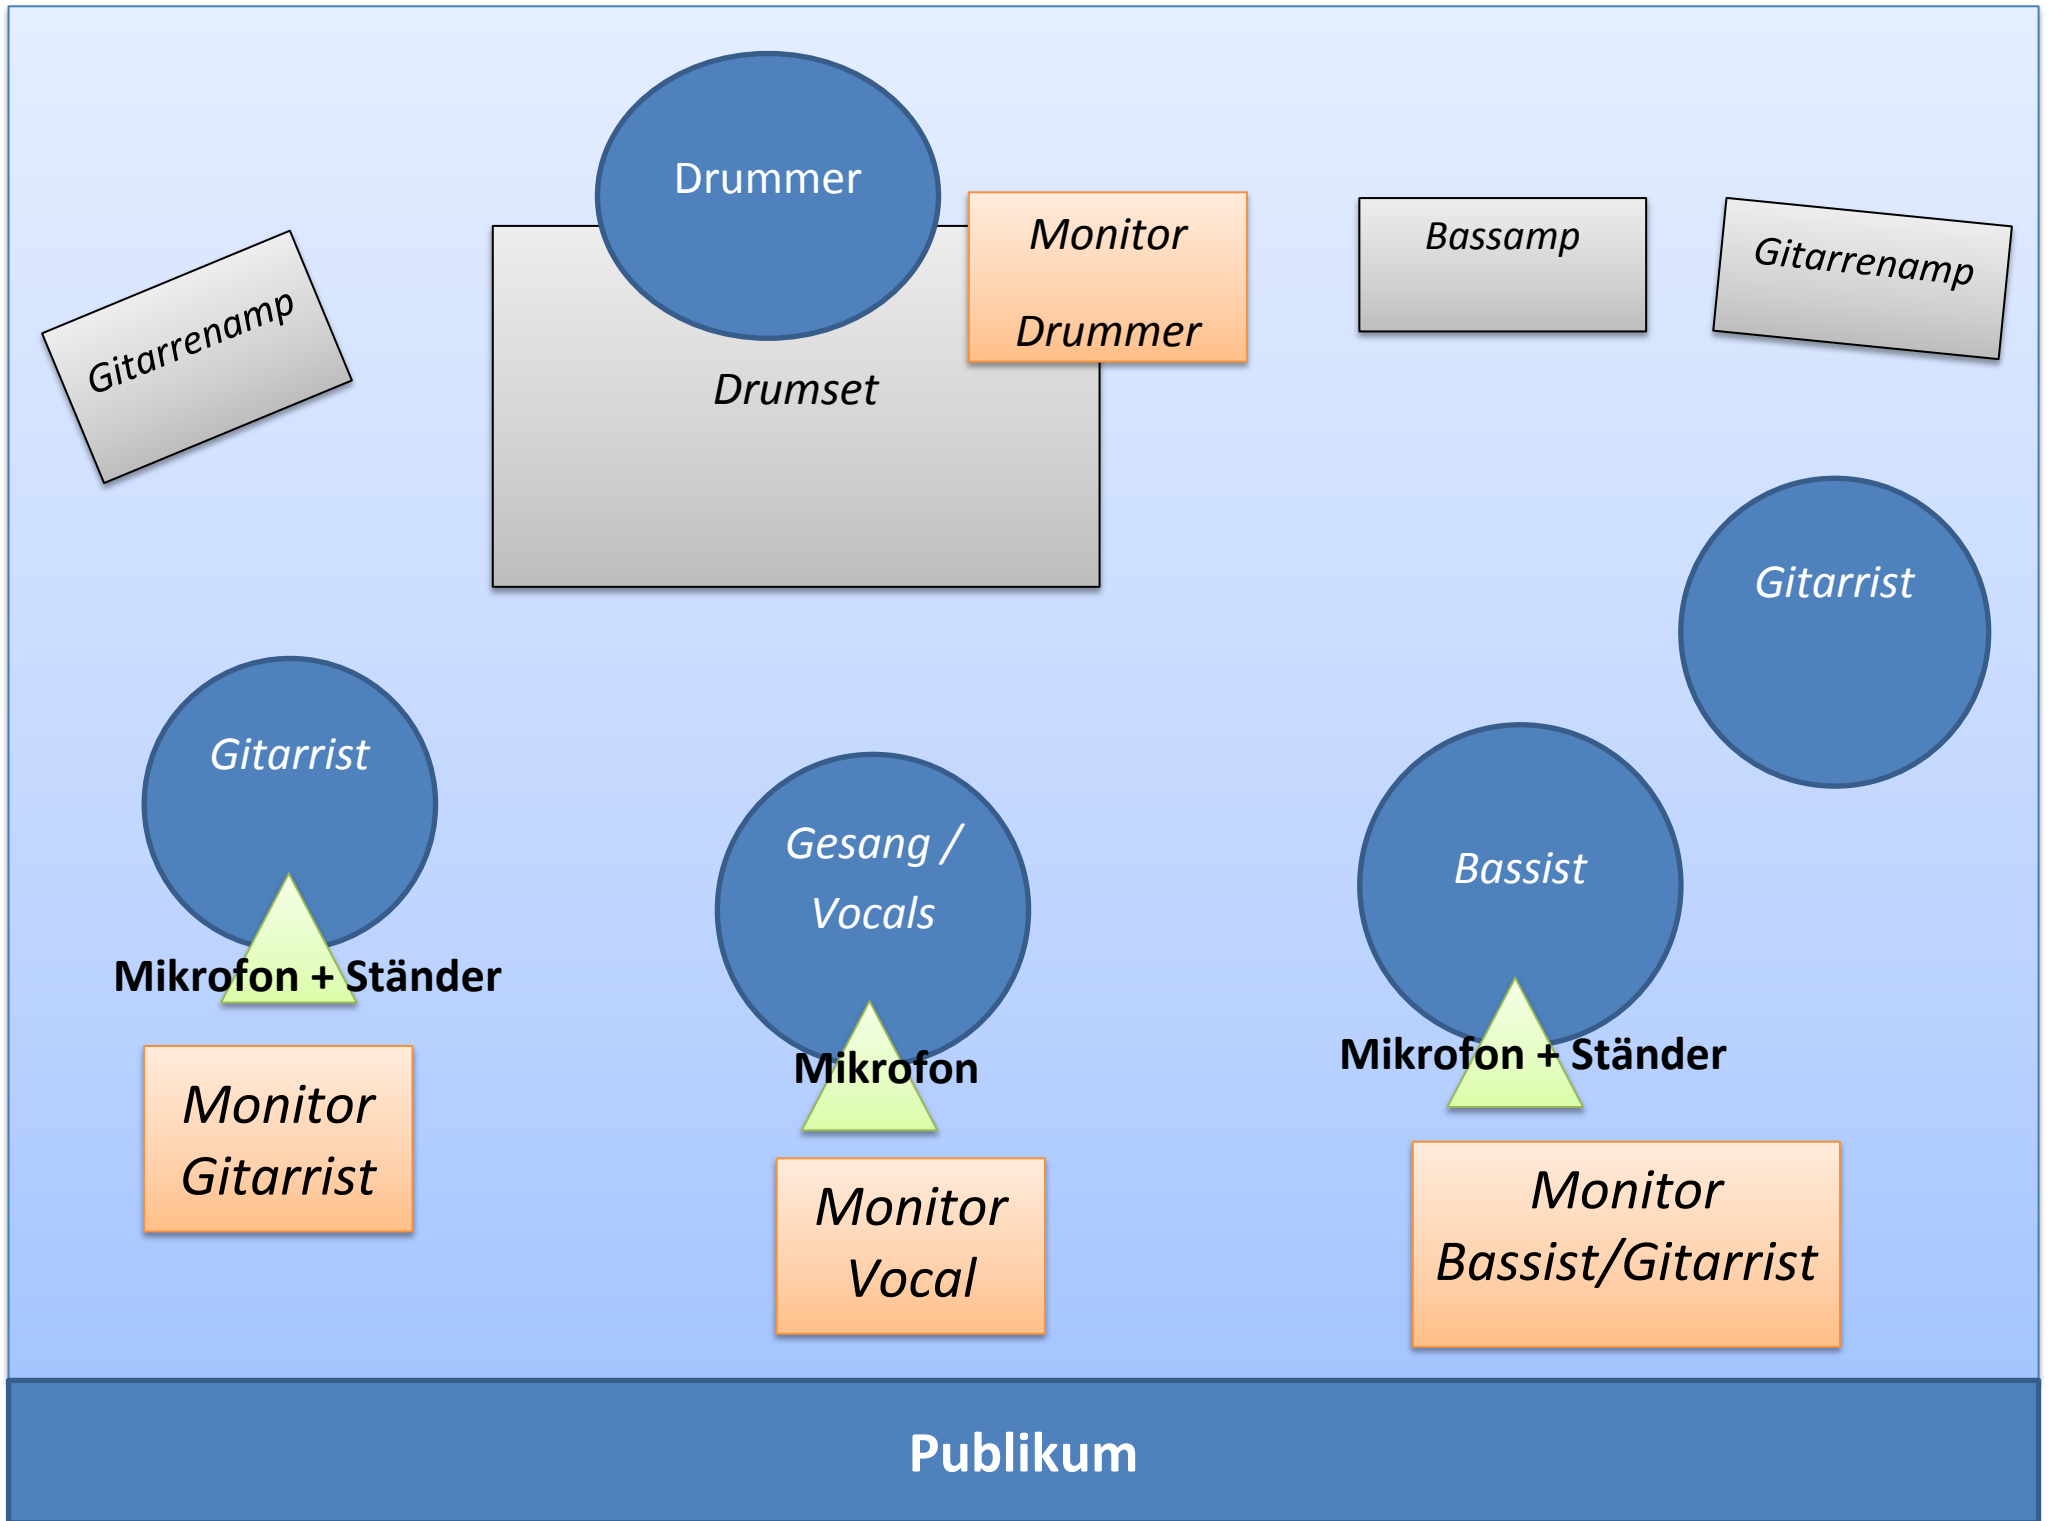 Drummer
Monitor
Drummer
Bassamp
Gitarrenamp
Gitarrenamp
Drumset
Gitarrist
Gitarrist
Gesang /
Vocals
Bassist
Mikrofon + Ständer
Mikrofon
Mikrofon + Ständer
Monitor
Gitarrist
Monitor
Vocal
Monitor
Bassist/Gitarrist
Publikum